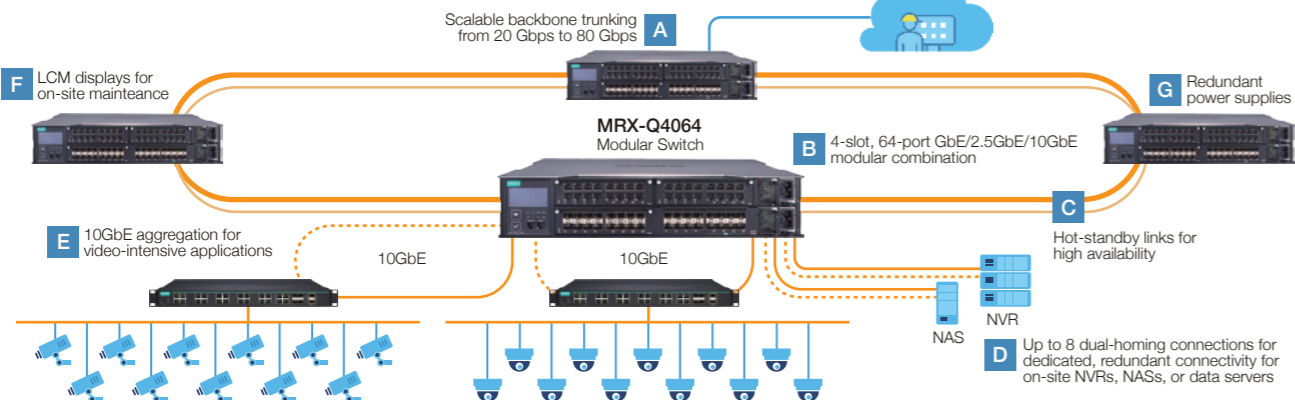 Scalable backbone trunking
from 20 Gbps to 80 Gbps
A
F
LCM displays for
on-site mainteance
G
Redundant
power supplies
MRX-Q4064
Modular Switch
B
4-slot, 64-port GbE/2.5GbE/10GbE
modular combination
C
Hot-standby links for
high availability
E
10GbE aggregation for
video-intensive applications
10GbE
10GbE
NAS
NVR
D
Up to 8 dual-homing connections for
dedicated, redundant connectivity for
on-site NVRs, NASs, or data servers